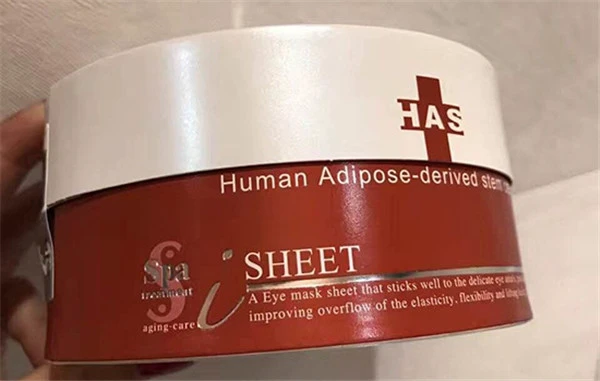 HAS
Human Adipose-derived stem
Spa
treatment
aging-care
i SHEET
A Eye mask sheet that sticks well to the delicate eye
improving overflow of the elasticity, flexibility and lifting